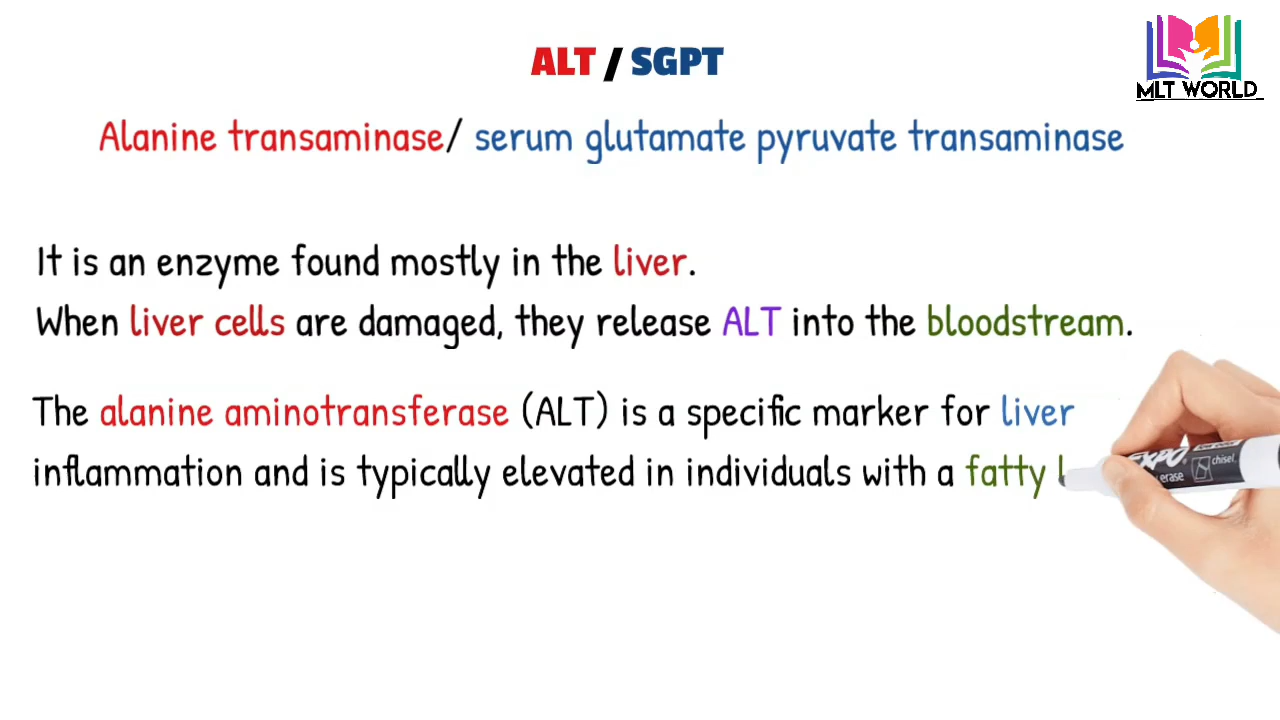 ALT / SGPT
MLT WORLD
Alanine transaminase/ serum glutamate pyruvate transaminase
It is an enzyme found mostly in the liver.
When liver cells are damaged, they release ALT into the bloodstream.
The alanine aminotransferase (ALT) is a specific marker for liver
inflammation and is typically elevated in individuals with a fatty l
EXPO chisel
erase